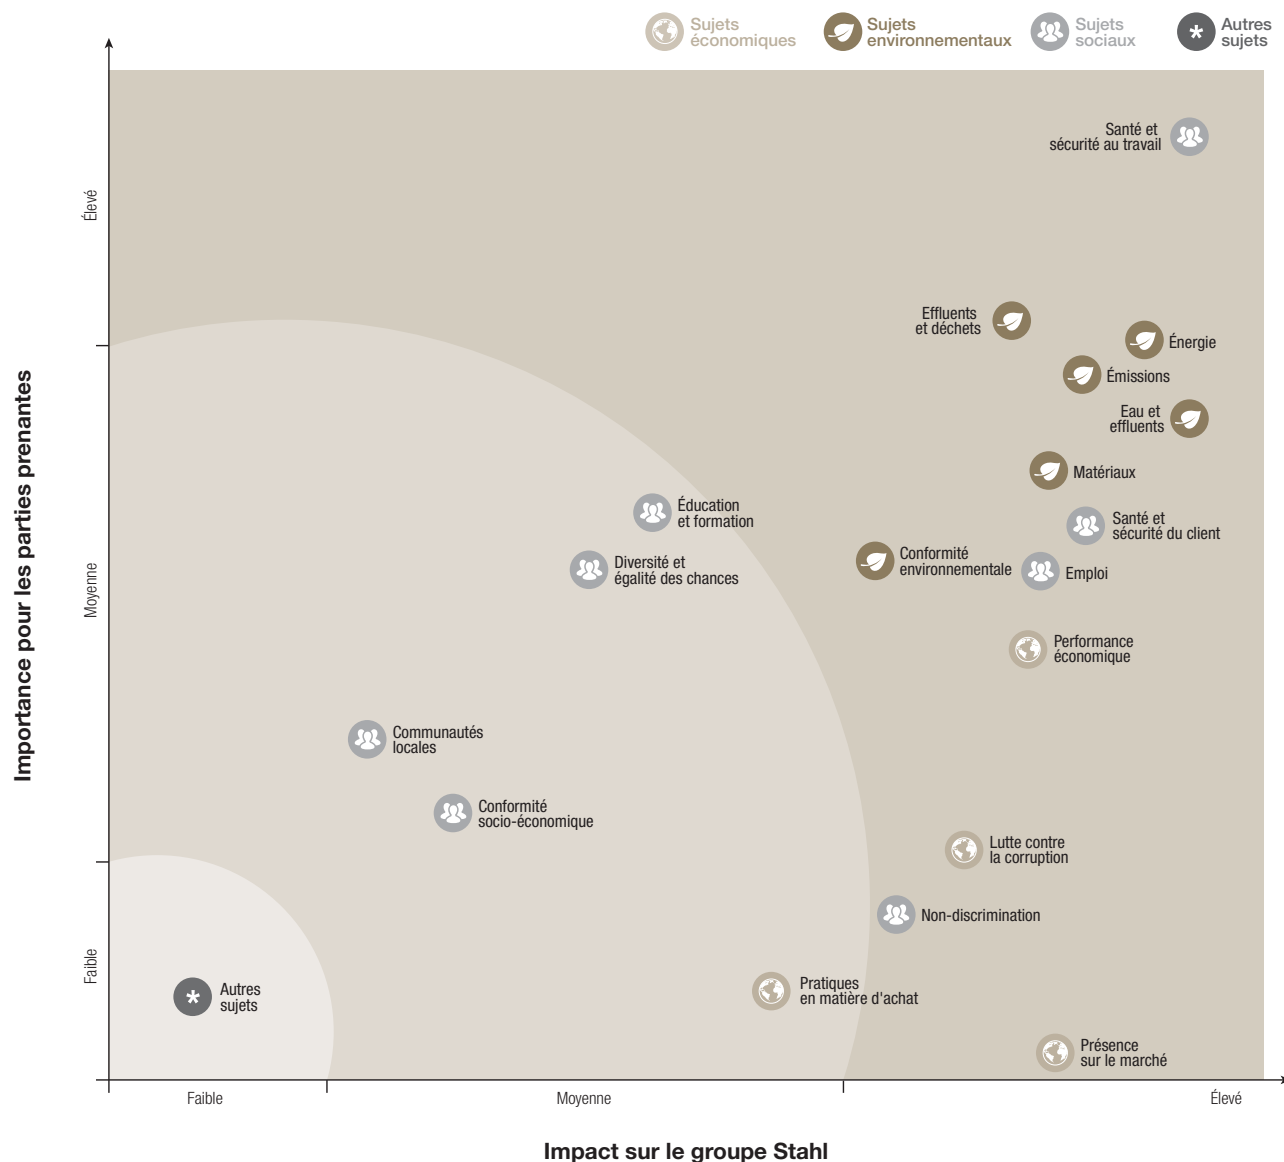 Sujets
économiques
Sujets
environnementaux
Sujets
sociaux
Autres
sujets
Importance pour les parties prenantes
Élevé
Moyenne
Faible
Santé et
sécurité au travail
Effluents
et déchets
Énergie
Émissions
Eau et
effluents
Matériaux
Éducation
et formation
Santé et
sécurité du client
Diversité et
égalité des chances
Conformité
environnementale
Emploi
Performance
économique
Communautés
locales
Conformité
socio-économique
Lutte contre
la corruption
Non-discrimination
Autres
sujets
Pratiques
en matière d'achat
Présence
sur le marché
Faible
Moyenne
Élevé
Impact sur le groupe Stahl